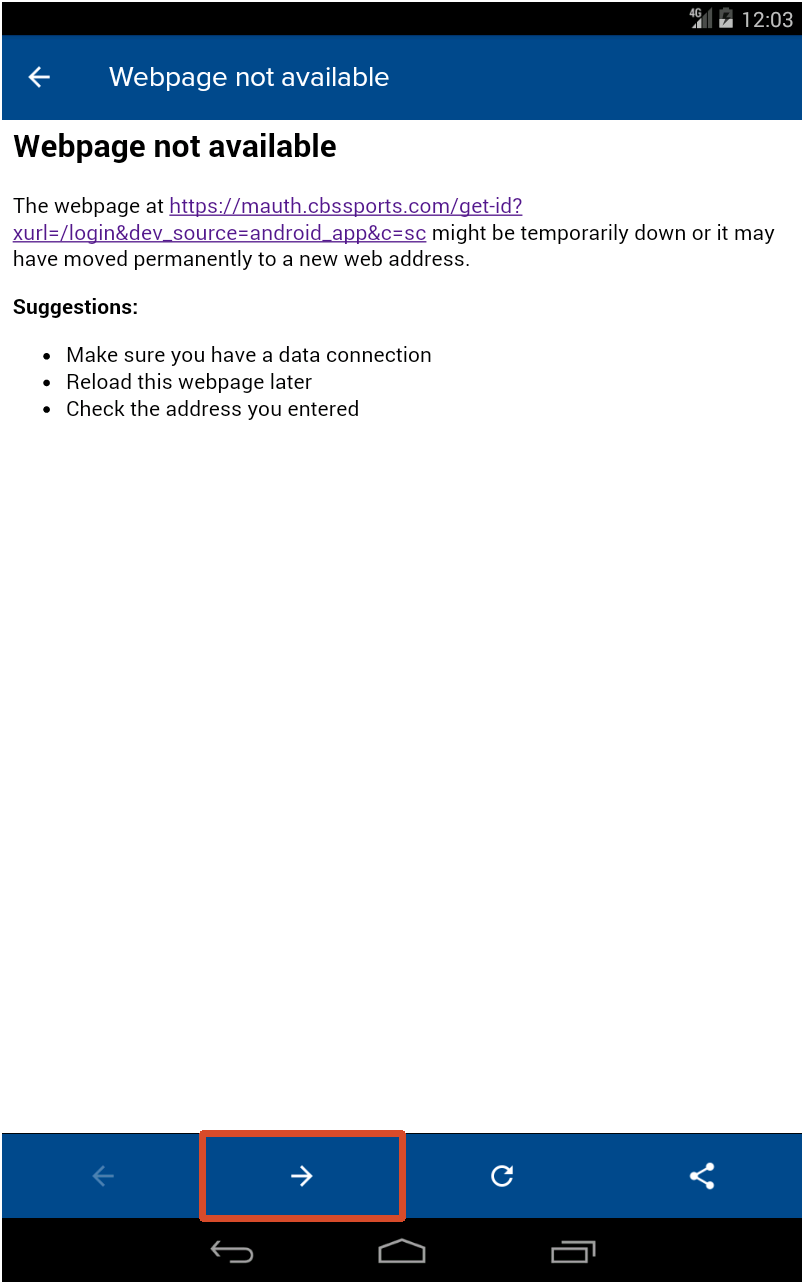 4G 12:03
Webpage not available
Webpage not available
The webpage at https://mauth.cbssports.com/get-id?
xurl=/login&dev_source=android_app&c=sc might be temporarily down or it may
have moved permanently to a new web address.
Suggestions:
Make sure you have a data connection
Reload this webpage later
Check the address you entered